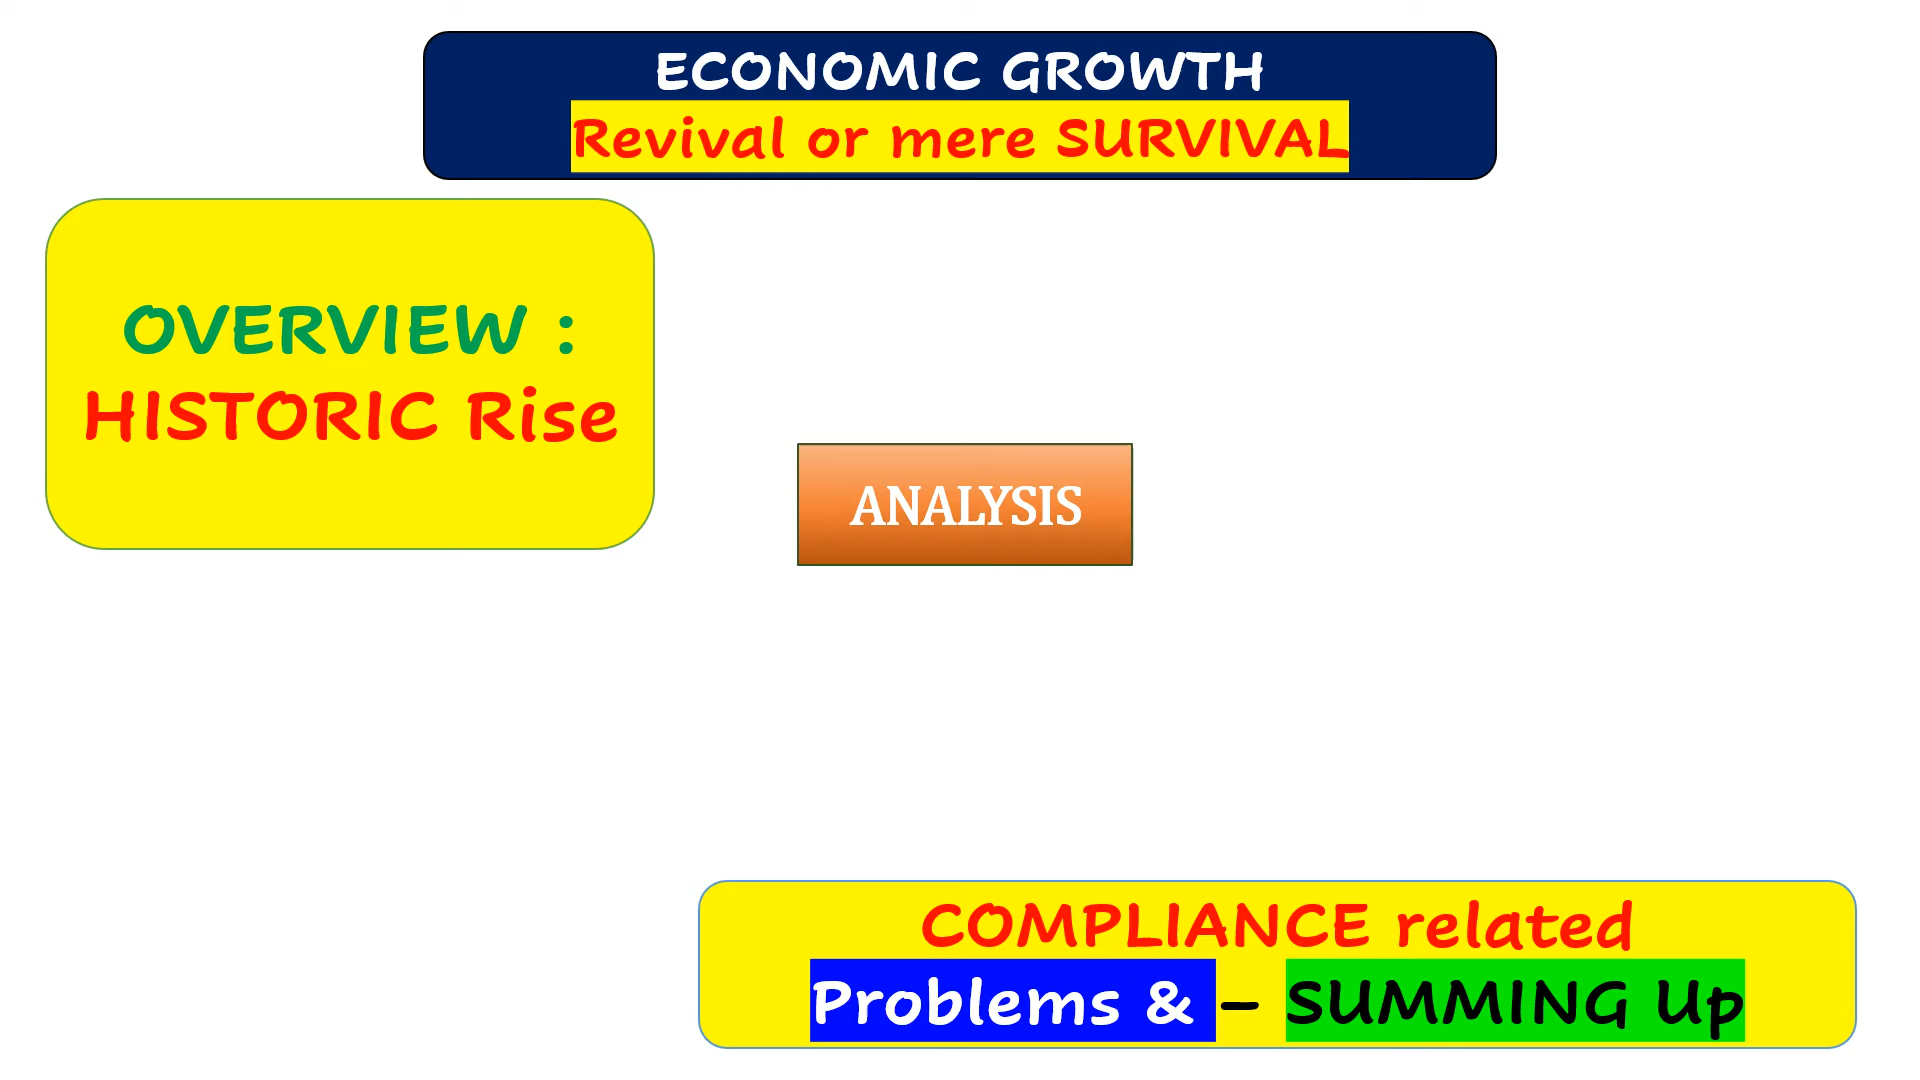 ECONOMIC GROWTH
Revival or mere SURVIVAL
OVERVIEW :
HISTORIC Rise
ANALYSIS
COMPLIANCE related
Problems & – SUMMING Up